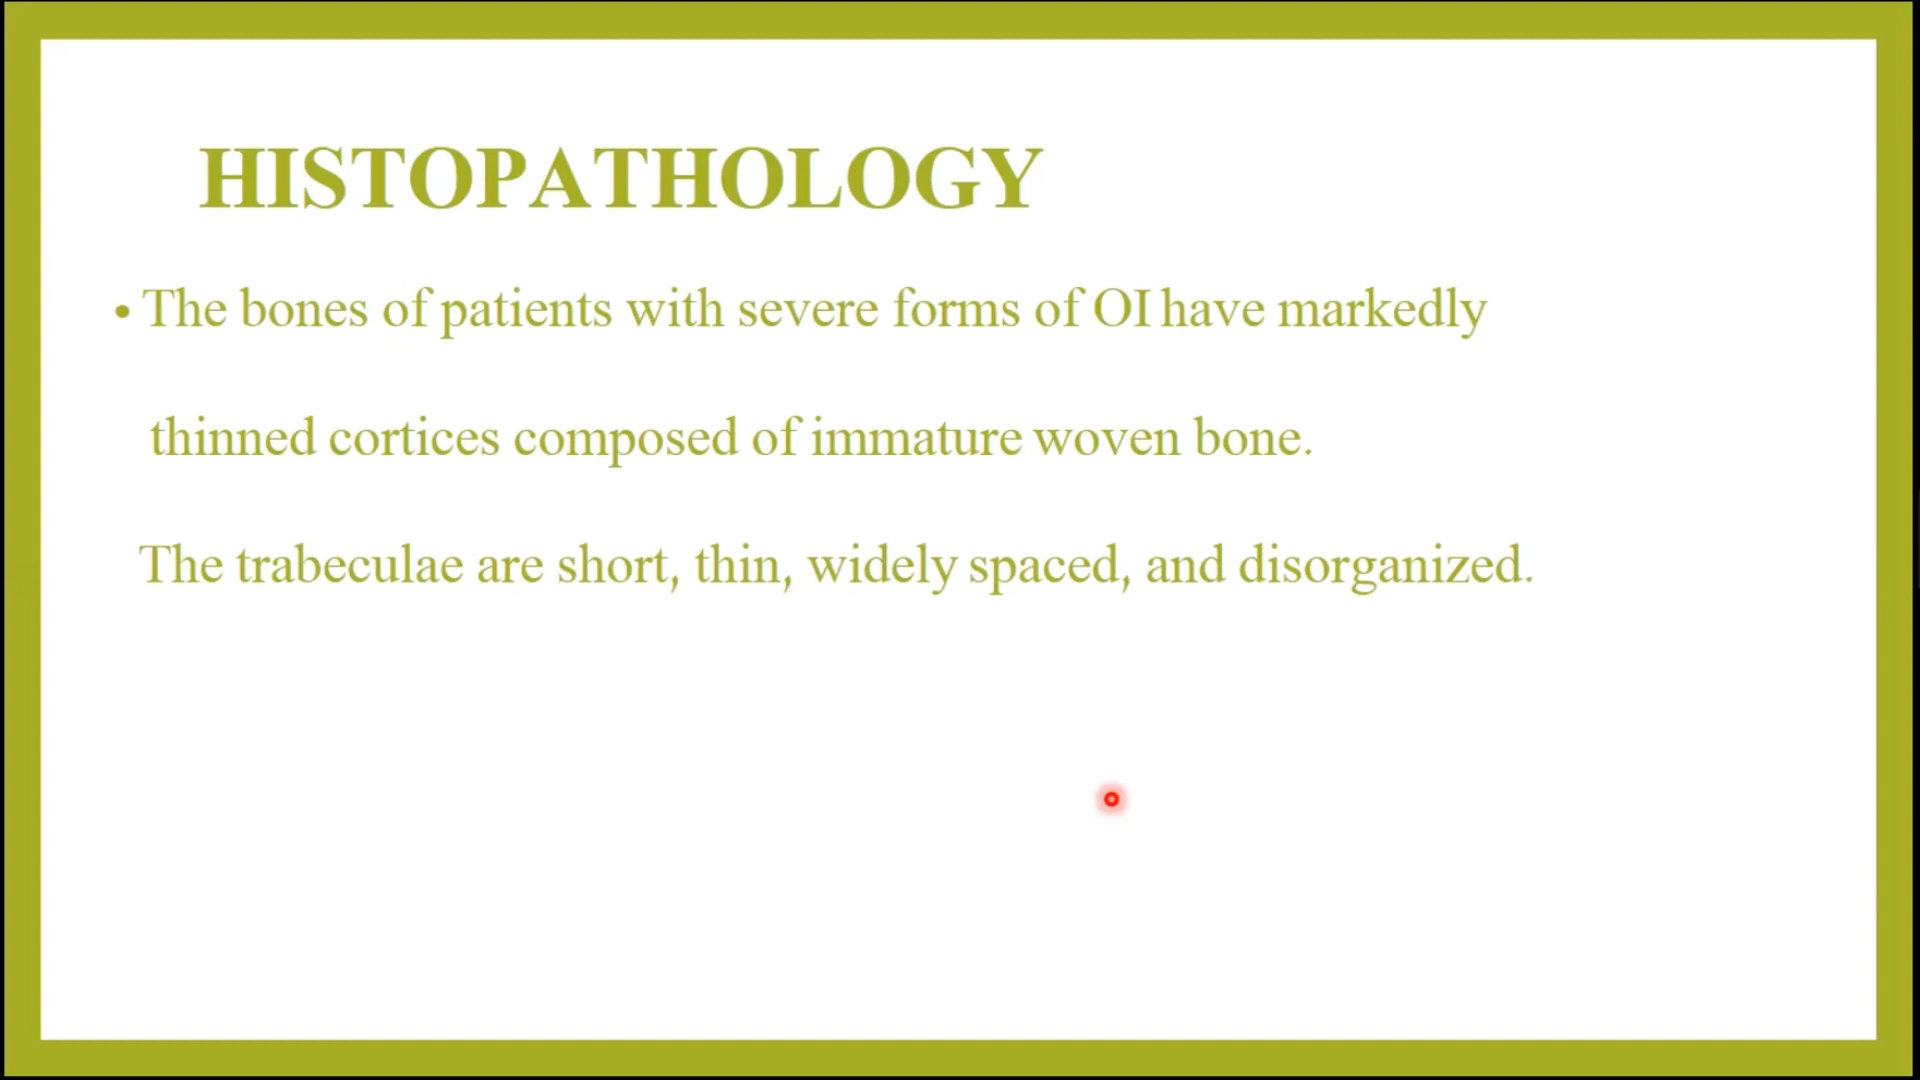 HISTOPATHOLOGY
• The bones of patients with severe forms of OI have markedly
thinned cortices composed of immature woven bone.
The trabeculae are short, thin, widely spaced, and disorganized.